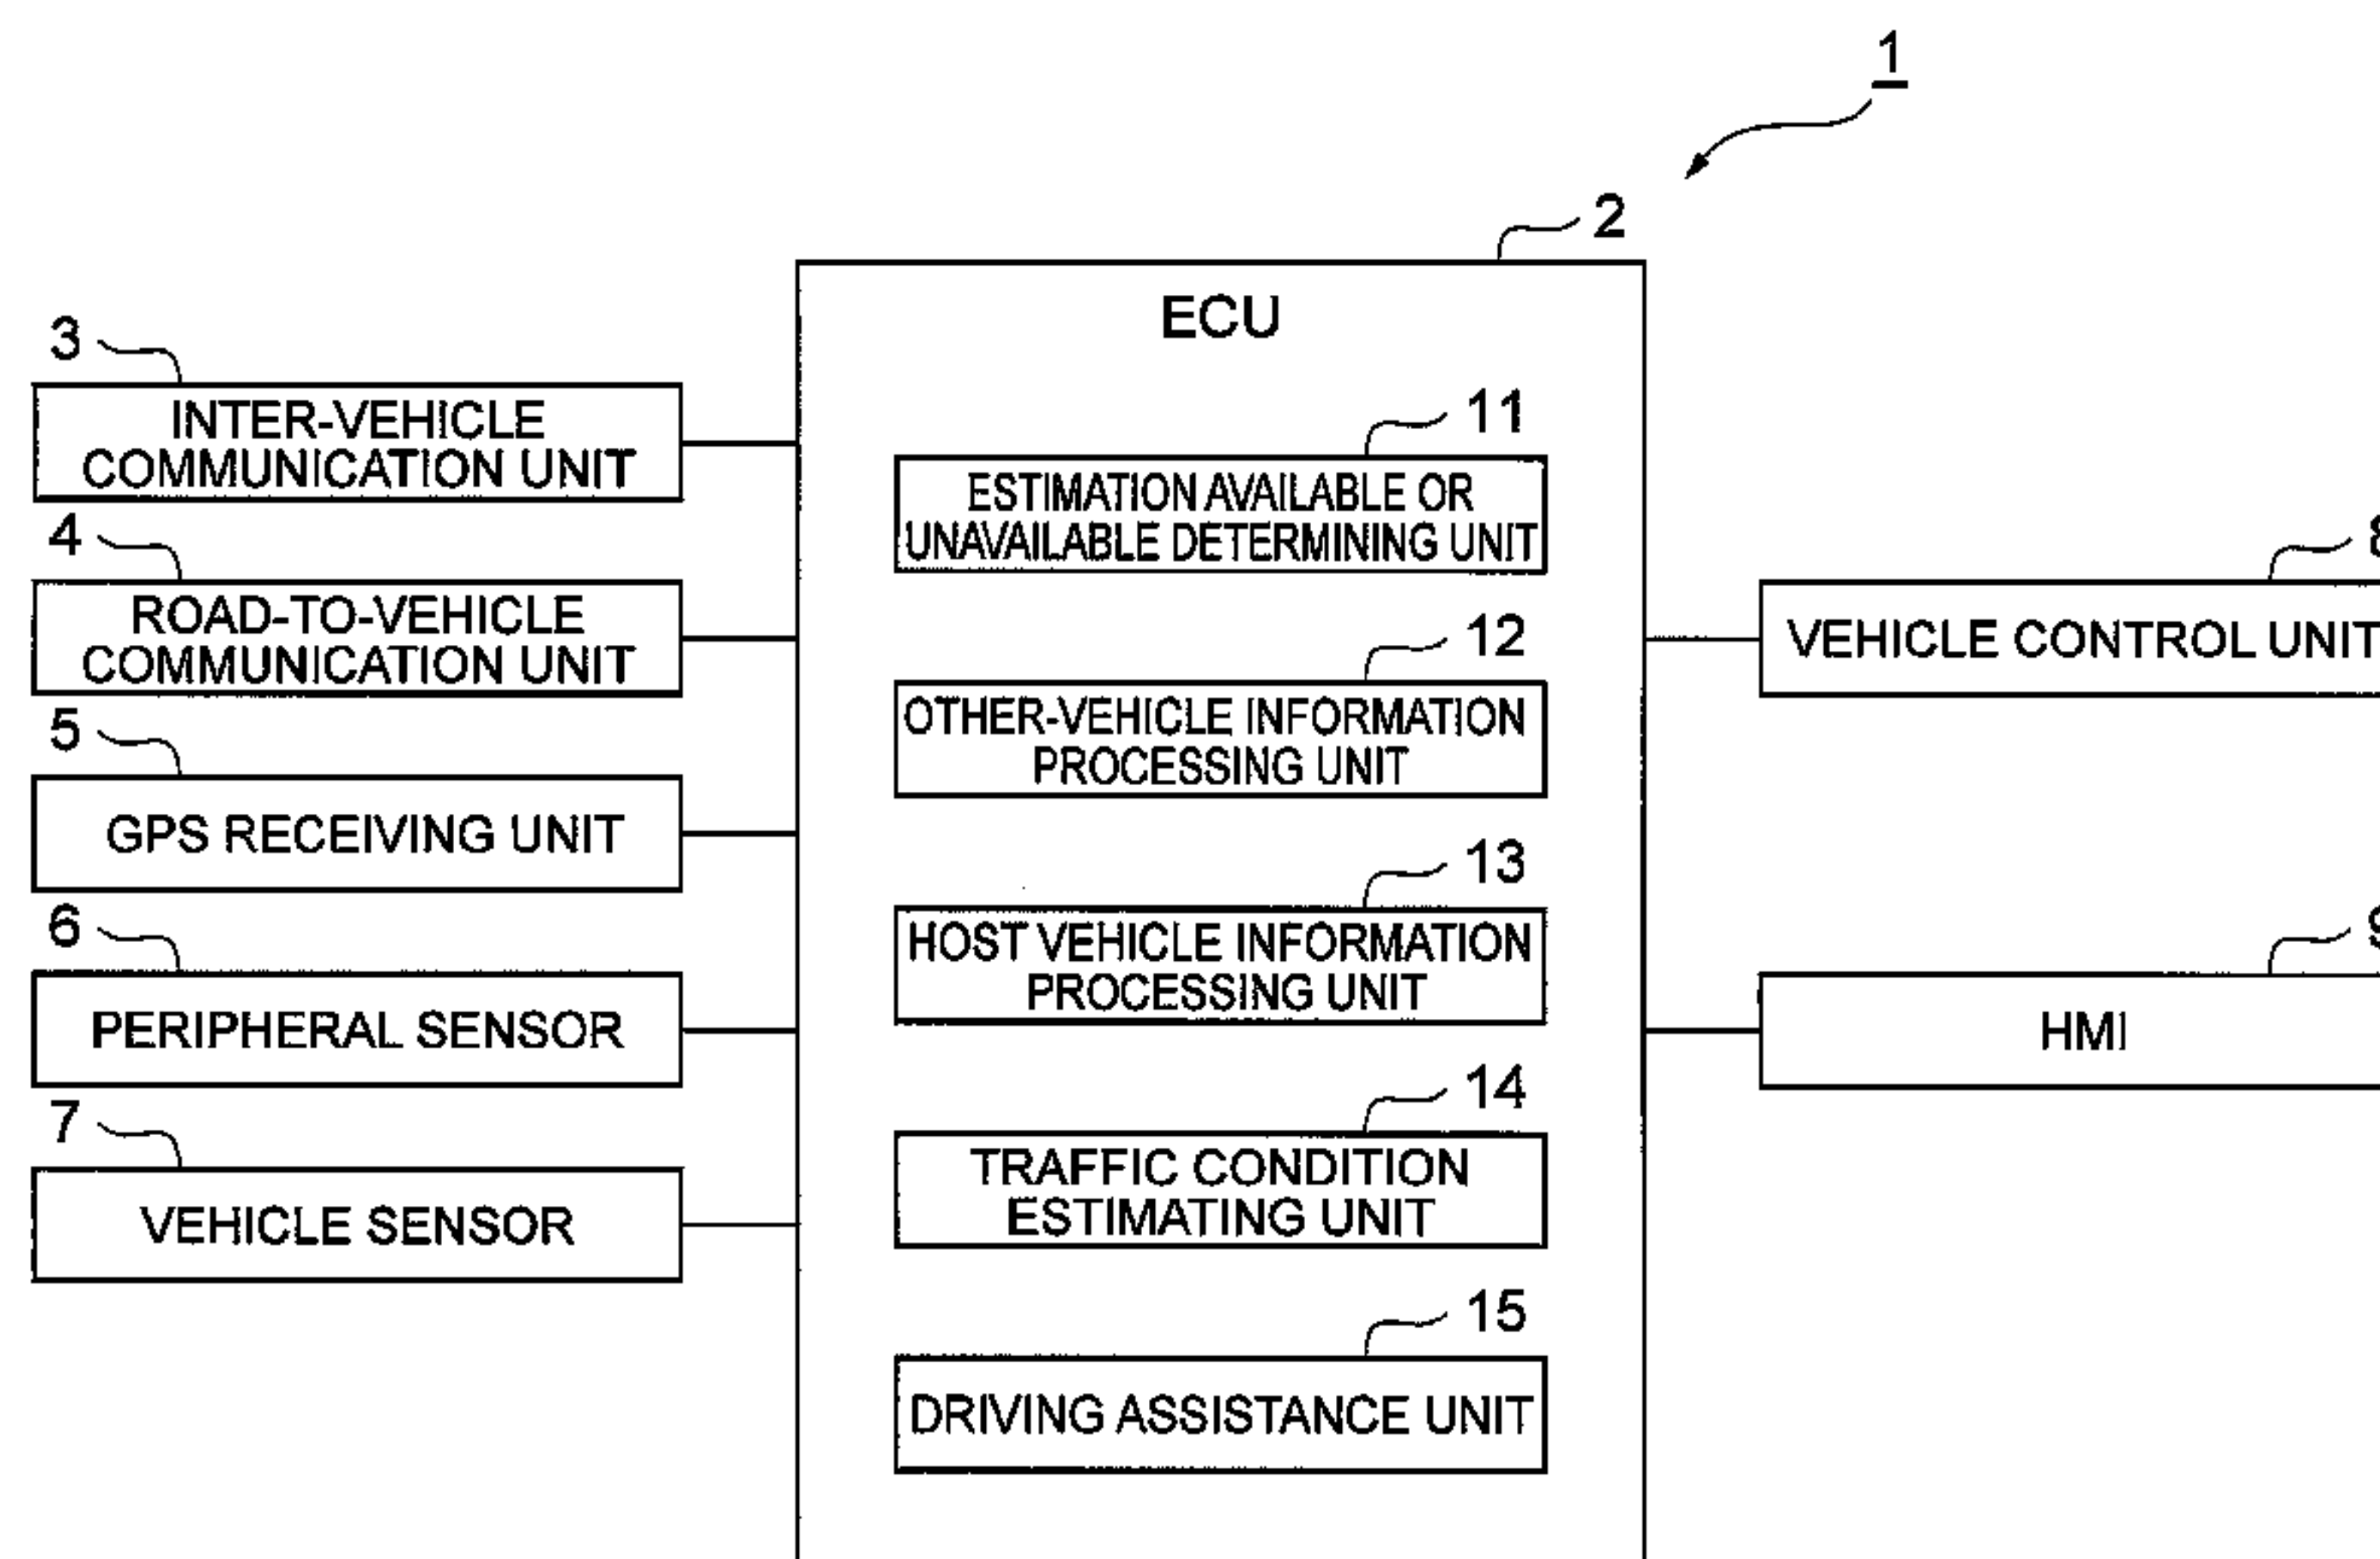 1
2
ECU
3
INTER-VEHICLE
COMMUNICATION UNIT
4
ROAD-TO-VEHICLE
COMMUNICATION UNIT
5
GPS RECEIVING UNIT
6
PERIPHERAL SENSOR
7
VEHICLE SENSOR
11
ESTIMATION AVAILABLE OR
UNAVAILABLE DETERMINING UNIT
12
OTHER-VEHICLE INFORMATION
PROCESSING UNIT
13
HOST VEHICLE INFORMATION
PROCESSING UNIT
14
TRAFFIC CONDITION
ESTIMATING UNIT
15
DRIVING ASSISTANCE UNIT
8
VEHICLE CONTROL UNIT
9
HMI